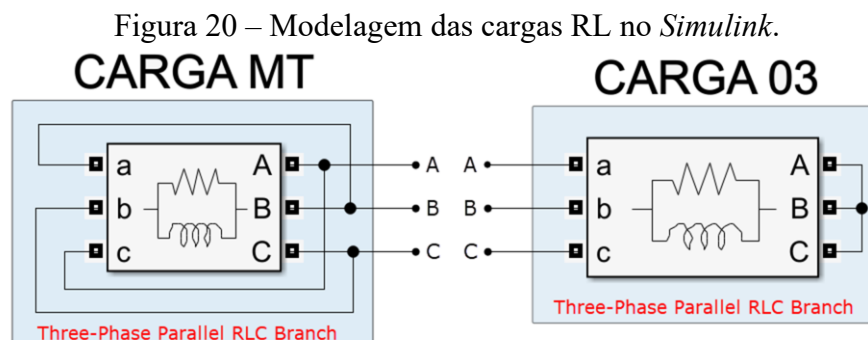 Figura 20 – Modelagem das cargas RL no Simulink.
CARGA MT
CARGA 03
a A
b B
c C
A
B
C
A
B
C
a A
b B
c C
Three-Phase Parallel RLC Branch
Three-Phase Parallel RLC Branch